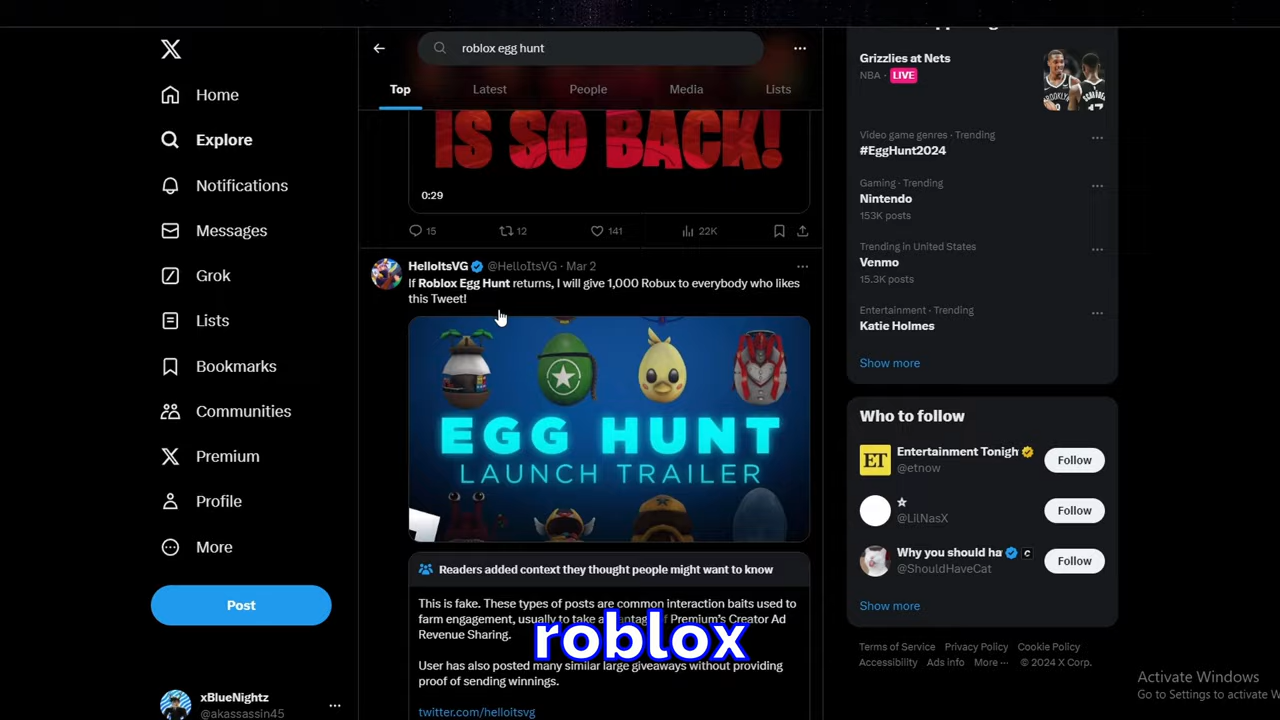 Home
Explore
Notifications
Messages
Grok
Lists
Bookmarks
Communities
Premium
Profile
More
Post
xBlueNightz
@akassassin45
roblox egg hunt
Top
Latest
People
Media
Lists
IS SO BACK!
0:29
15
12
141
22K
HelloItsVG @HelloItsVG · Mar 2
If Roblox Egg Hunt returns, I will give 1,000 Robux to everybody who likes
this Tweet!
EGG HUNT
LAUNCH TRAILER
Readers added context they thought people might want to know
This is fake. These types of posts are common interaction baits used to
farm engagement, usually to take Premium's Creator Ad
Revenue Sharing.
User has also posted many similar large giveaways without providing
proof of sending winnings.
twitter.com/helloitsvg
roblox
Grizzlies at Nets
NBA · LIVE
Video game genres · Trending
#EggHunt2024
Gaming · Trending
Nintendo
153K posts
Trending in United States
Venmo
15.3K posts
Entertainment · Trending
Katie Holmes
Show more
Who to follow
ET
Entertainment Tonigh
@etnow
Follow
@LilNasX
Follow
Why you should ha
@ShouldHaveCat
Follow
Show more
Terms of Service Privacy Policy Cookie Policy
Accessibility Ads info More ··· © 2024 X Corp.
Activate Windows
Go to Settings to activate W